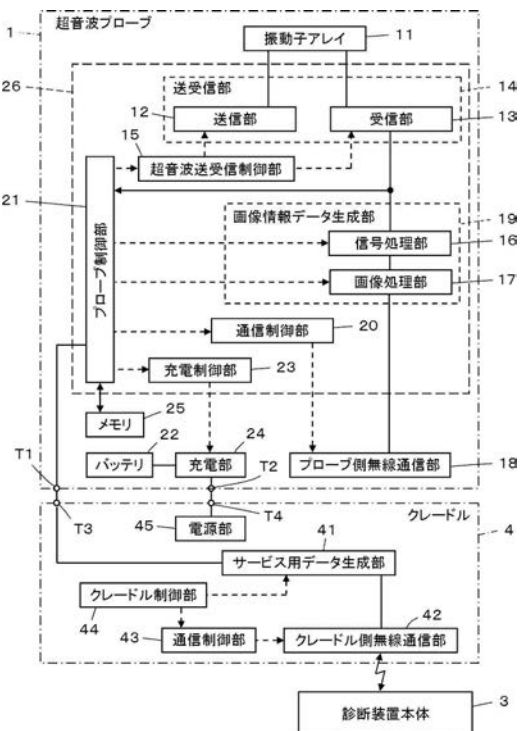 1
超音波プローブ
振動子アレイ
11
26
送受信部
14
12
送信部
受信部
13
15
超音波送受信制御部
21
プローブ制御部
画像情報データ生成部
19
信号処理部
16
画像処理部
17
通信制御部
20
充電制御部
23
メモリ
25
22
24
T1
バッテリ
充電部
T2
プローブ側無線通信部
18
T3
T4
クレードル
45
電源部
41
4
サービス用データ生成部
クレードル制御部
44
42
43
通信制御部
クレードル側無線通信部
診断装置本体
3